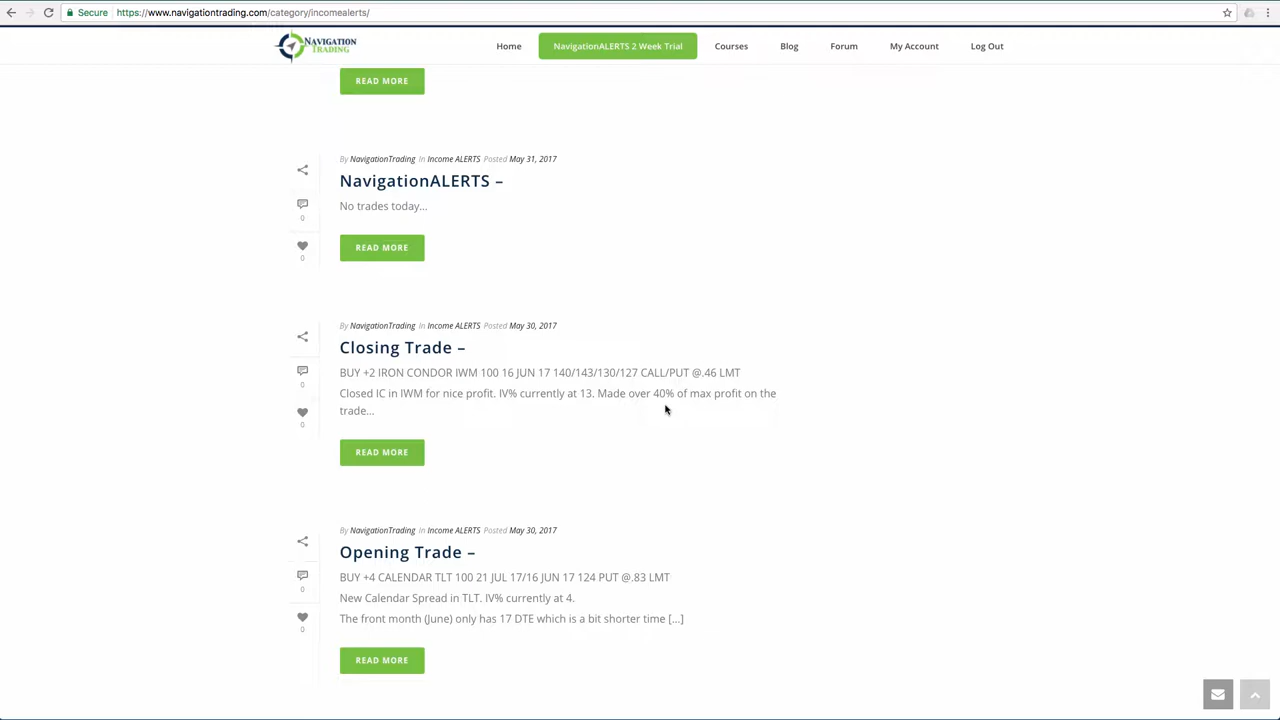 Secure https://www.navigationtrading.com/category/incomealerts/
NAVIGATION
TRADING
Home
NavigationALERTS 2 Week Trial
Courses
Blog
Forum
My Account
Log Out
READ MORE
By NavigationTrading In Income ALERTS Posted May 31, 2017
NavigationALERTS –
No trades today...
0
READ MORE
0
By NavigationTrading In Income ALERTS Posted May 30, 2017
Closing Trade –
BUY +2 IRON CONDOR IWM 100 16 JUN 17 140/143/130/127 CALL/PUT @.46 LMT
0
Closed IC in IWM for nice profit. IV% currently at 13. Made over 40% of max profit on the
trade...
0
READ MORE
By NavigationTrading In Income ALERTS Posted May 30, 2017
Opening Trade –
BUY +4 CALENDAR TLT 100 21 JUL 17/16 JUN 17 124 PUT @.83 LMT
0
New Calendar Spread in TLT. IV% currently at 4.
The front month (June) only has 17 DTE which is a bit shorter time [...]
0
READ MORE